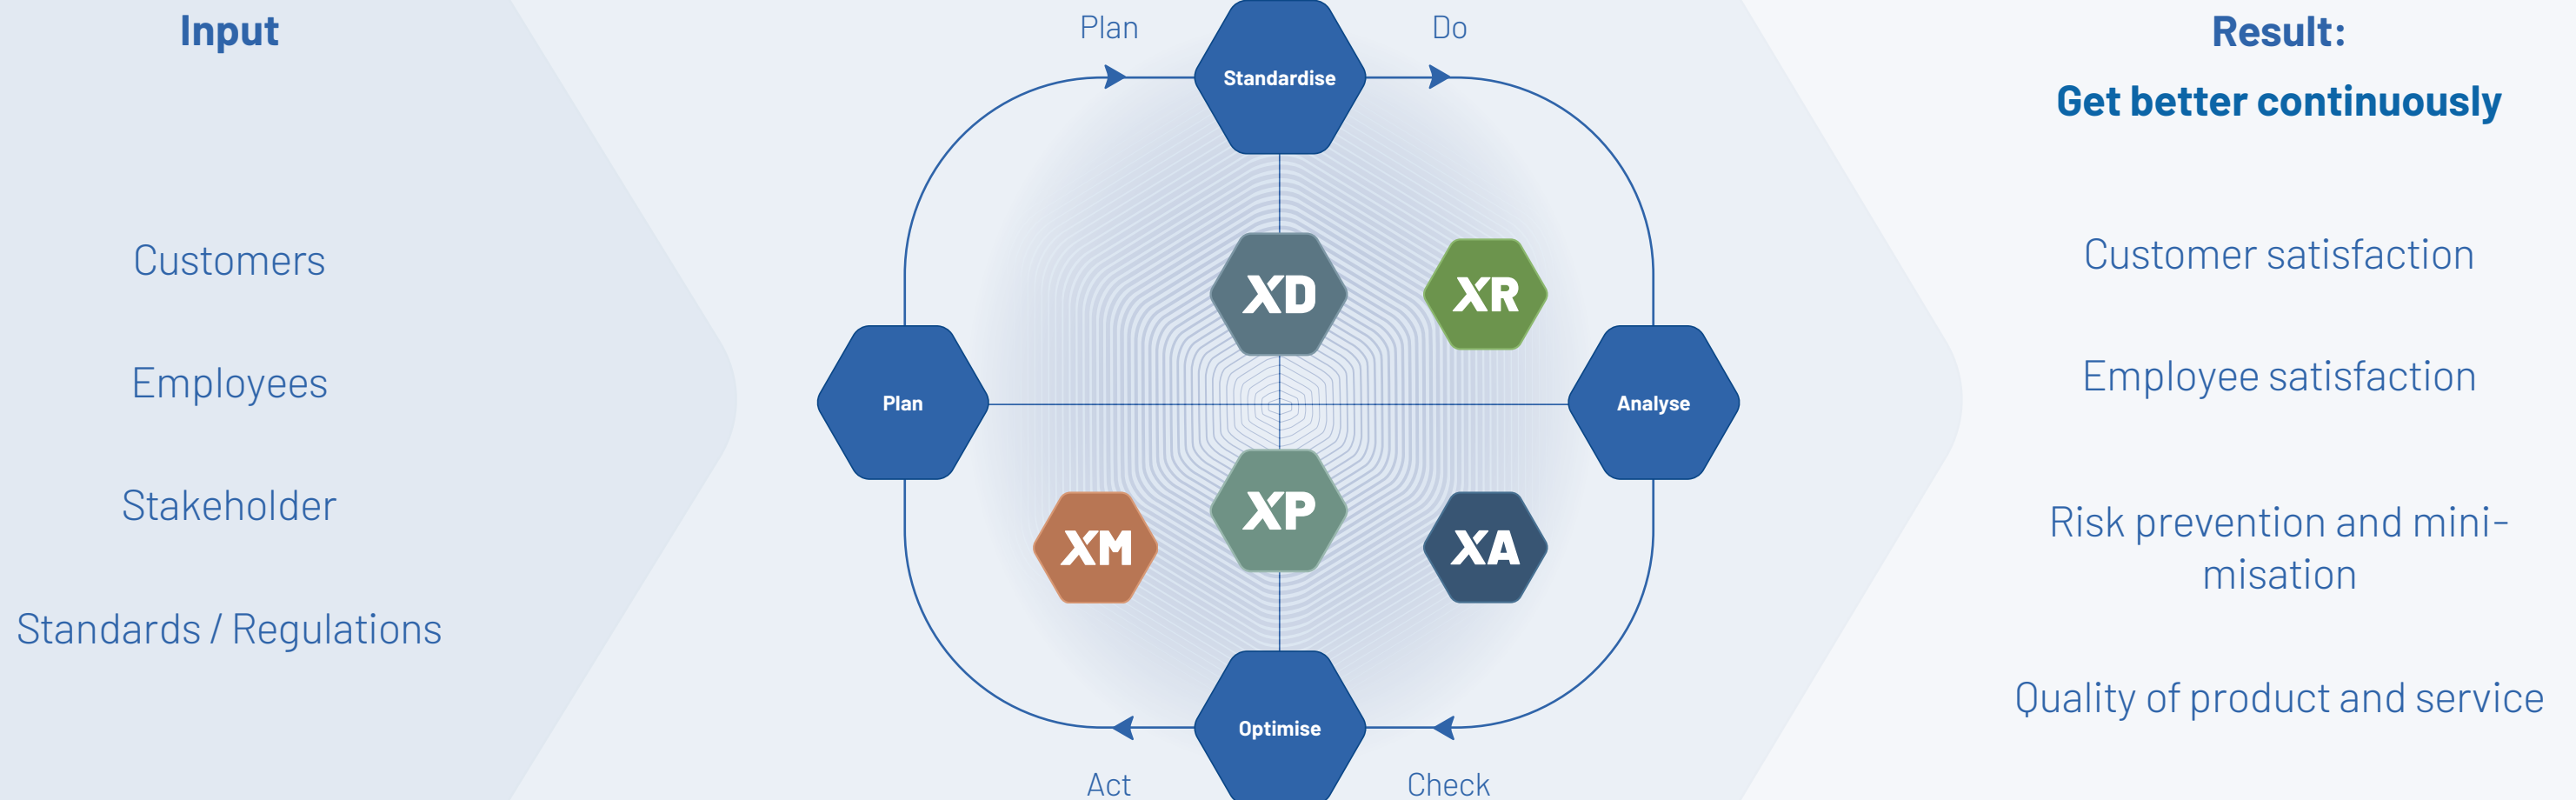 Input
Customers
Employees
Stakeholder
Standards / Regulations
Plan
Do
Standardise
XD
XR
Plan
Analyse
XM
XP
XA
Optimise
Act
Check
Result:
Get better continuously
Customer satisfaction
Employee satisfaction
Risk prevention and mini-
misation
Quality of product and service